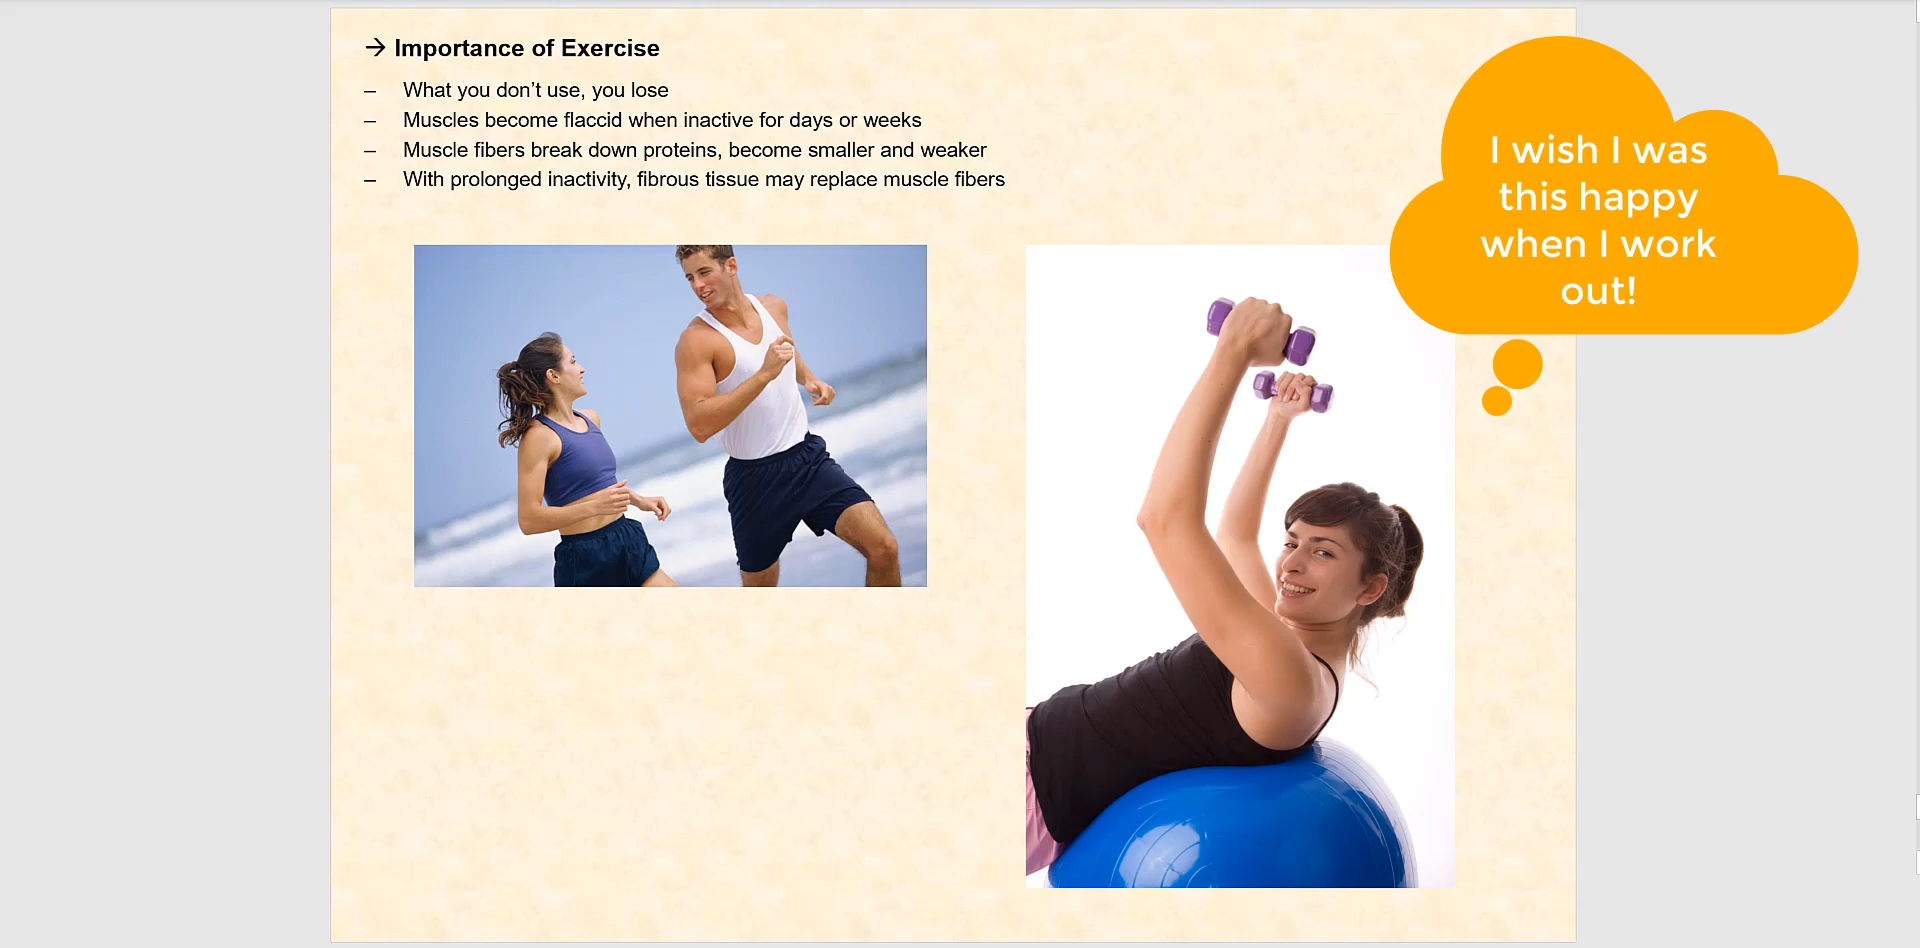 → Importance of Exercise
– What you don’t use, you lose
– Muscles become flaccid when inactive for days or weeks
– Muscle fibers break down proteins, become smaller and weaker
– With prolonged inactivity, fibrous tissue may replace muscle fibers
I wish I was
this happy
when I work
out!